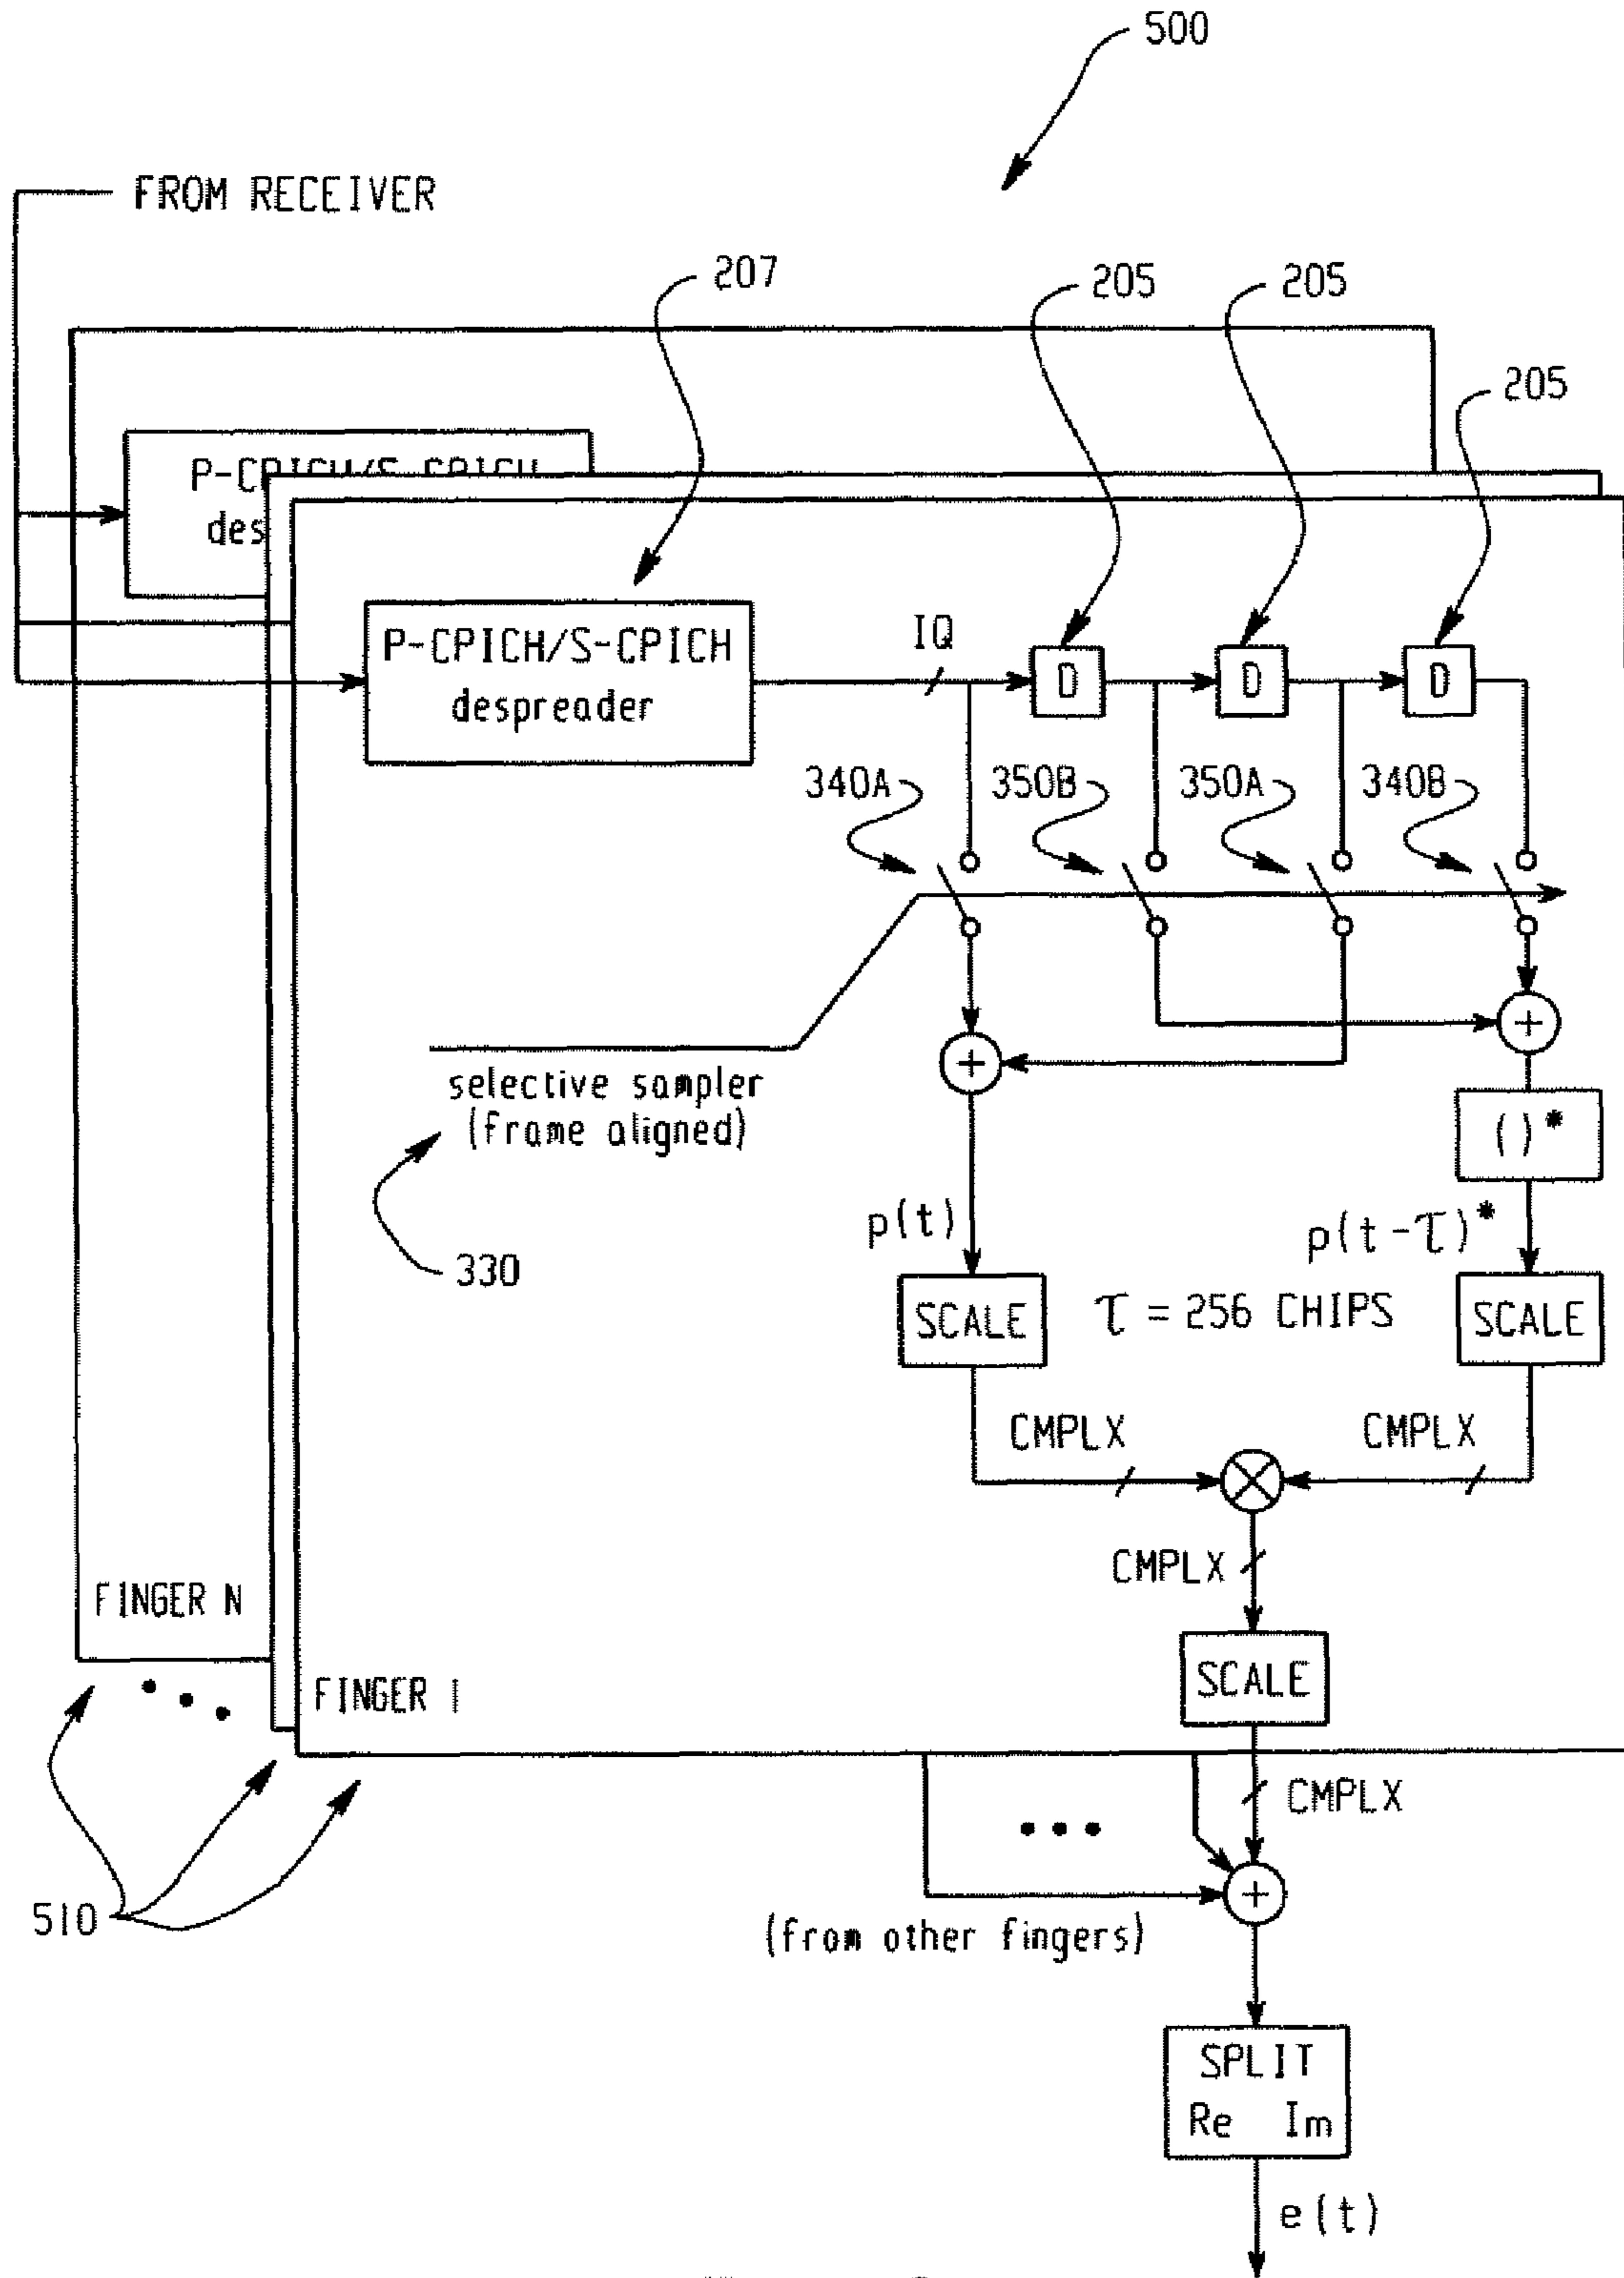 500
FROM RECEIVER
207
205
205
205
P-CPICH/S-CPICH
des
P-CPICH/S-CPICH
despreader
IQ
D
D
D
340A
350B
350A
340B
+
+
selective sampler
(frame aligned)
330
( )*
p(t)
p(t-τ)*
SCALE
τ = 256 CHIPS
SCALE
CMPLX
CMPLX
CMPLX
SCALE
FINGER N
FINGER 1
CMPLX
510
+
(from other fingers)
SPLIT
Re Im
e(t)